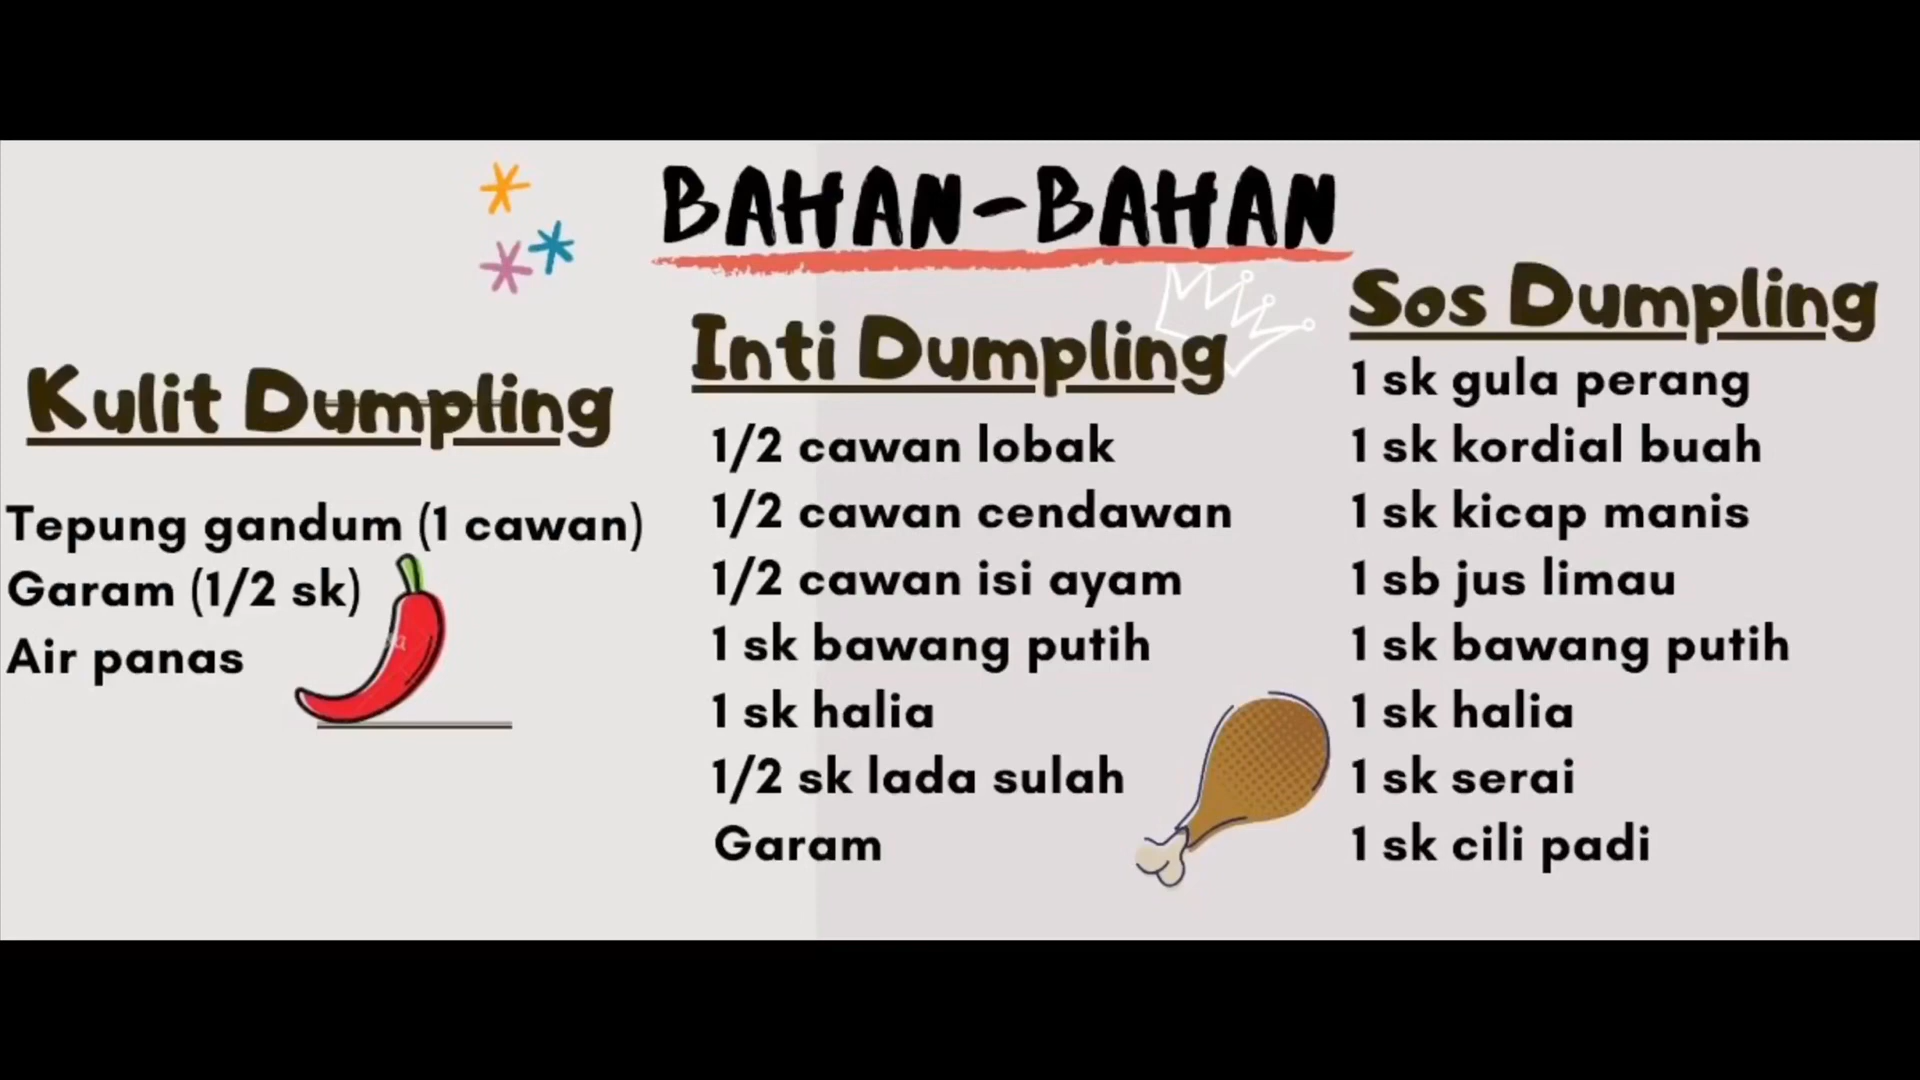 BAHAN-BAHAN
Kulit Dumpling
Tepung gandum (1 cawan)
Garam (1/2 sk)
Air panas
Inti Dumpling
1/2 cawan lobak
1/2 cawan cendawan
1/2 cawan isi ayam
1 sk bawang putih
1 sk halia
1/2 sk lada sulah
Garam
Sos Dumpling
1 sk gula perang
1 sk kordial buah
1 sk kicap manis
1 sb jus limau
1 sk bawang putih
1 sk halia
1 sk serai
1 sk cili padi